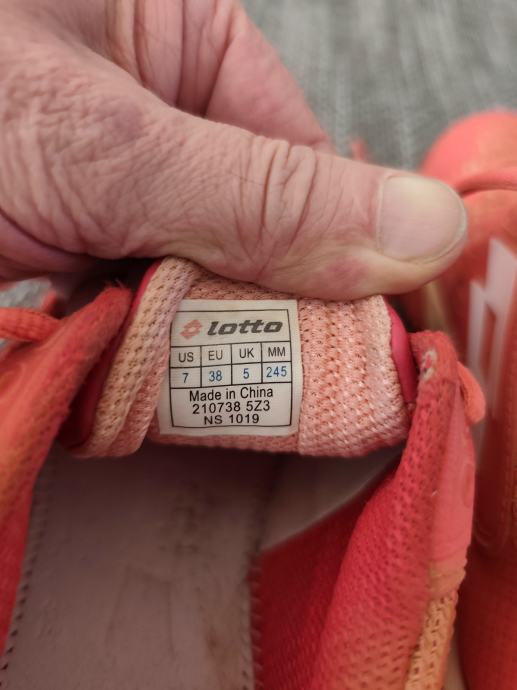 lotto
US EU UK MM
7 38 5 245
Made in China
210738 5Z3
NS 1019